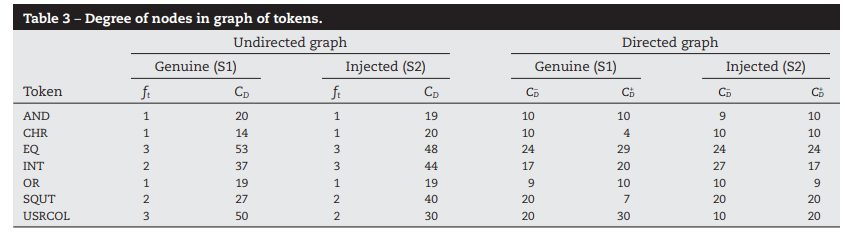 Table 3 – Degree of nodes in graph of tokens.
Undirected graph Directed graph
Genuine (S1) Injected (S2) Genuine (S1) Injected (S2)
Token fₜ C_D fₜ C_D C_D⁻ C_D⁺ C_D⁻ C_D⁺
AND 1 20 1 19 10 10 9 10
CHR 1 14 1 20 10 4 10 10
EQ 3 53 3 48 24 29 24 24
INT 2 37 3 44 17 20 27 17
OR 1 19 1 19 9 10 10 9
SQUT 2 27 2 40 20 7 20 20
USRCOL 3 50 2 30 20 30 10 20